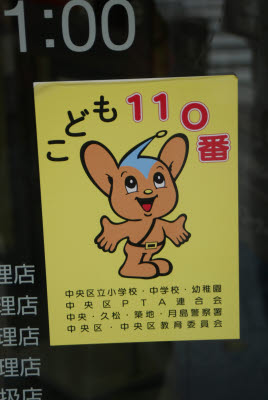 1:00
こども110番
中央区立小学校・中学校・幼稚園
中央区PTA連合会
中央・久松・築地・月島警察署
中央区・中央区教育委員会
理店
理店
理店
理店
扱店